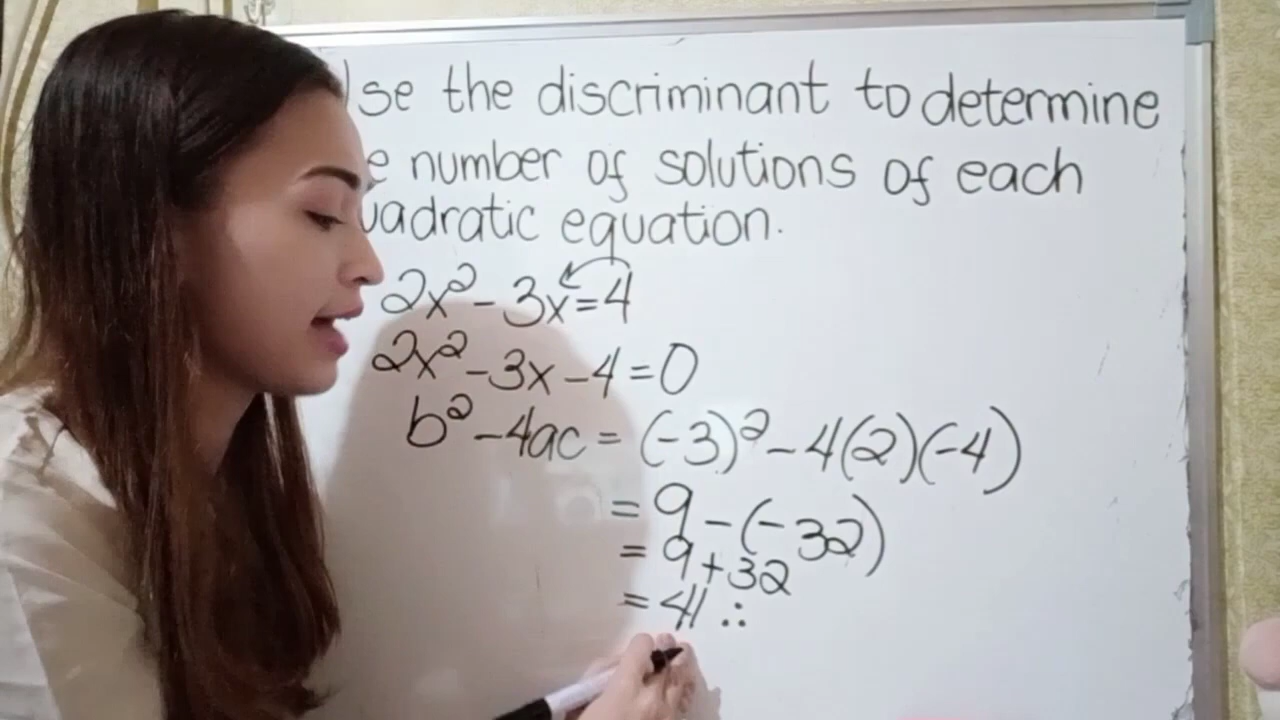 se the discriminant to determine
e number of solutions of each
uadratic equation.
2x² - 3x = 4
2x² - 3x - 4 = 0
b² - 4ac = (-3)² - 4(2)(-4)
= 9 - (-32)
= 9 + 32
= 41 ∴